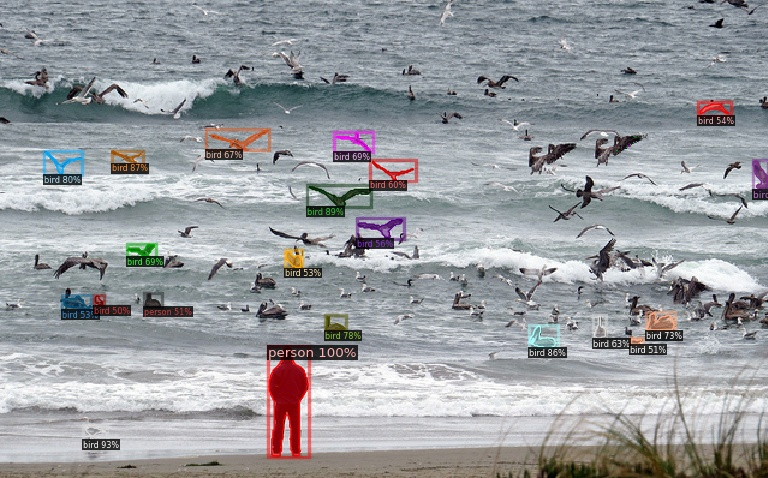 bird 54%
bird 67%
bird 69%
bird 87%
bird 80%
bird 60%
bird 89%
bird 56%
bird 69%
bird 53%
bird 50%
person 51%
bird 78%
bird 73%
bird 63%
bird 86%
bird 51%
person 100%
bird 93%